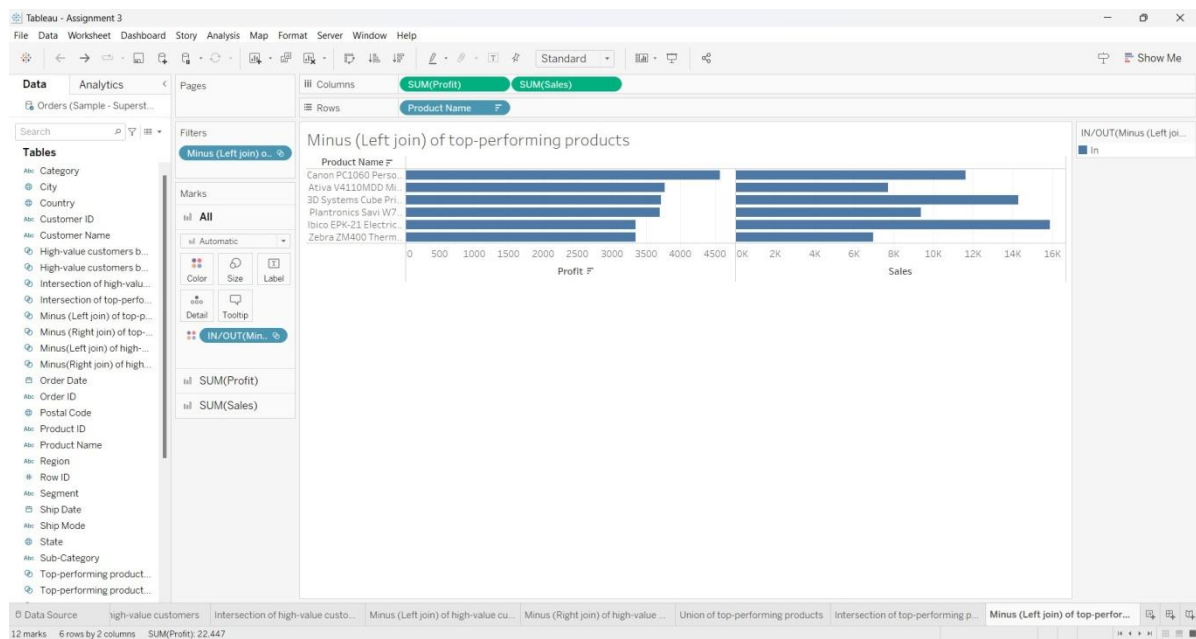 Tableau - Assignment 3
File Data Worksheet Dashboard Story Analysis Map Format Server Window Help
Standard
Show Me
Data Analytics
Orders (Sample - Superst...
Search
Tables
Abc Category
City
Country
Abc Customer ID
Abc Customer Name
High-value customers b...
High-value customers b...
Intersection of high-valu...
Intersection of top-perfo...
Minus (Left join) of top-p...
Minus (Right join) of top-...
Minus(Left join) of high-...
Minus(Right join) of high...
Order Date
Abc Order ID
Postal Code
Abc Product ID
Abc Product Name
Abc Region
# Row ID
Abc Segment
Ship Date
Abc Ship Mode
State
Abc Sub-Category
Top-performing product...
Top-performing product...
Pages
Filters
Minus (Left join) o..
Marks
All
Automatic
Color Size Label
Detail Tooltip
IN/OUT(Min..
SUM(Profit)
SUM(Sales)
Columns SUM(Profit) SUM(Sales)
Rows Product Name
Minus (Left join) of top-performing products
Product Name
Canon PC1060 Perso..
Ativa V4110MDD Mi..
3D Systems Cube Pri..
Plantronics Savi W7..
Ibico EPK-21 Electric..
Zebra ZM400 Therm..
0 500 1000 1500 2000 2500 3000 3500 4000 4500
Profit
0K 2K 4K 6K 8K 10K 12K 14K 16K
Sales
IN/OUT(Minus (Left joi...
In
Data Source high-value customers Intersection of high-value custo... Minus (Left join) of high-value cu... Minus (Right join) of high-value ... Union of top-performing products Intersection of top-performing p... Minus (Left join) of top-perfor...
12 marks 6 rows by 2 columns SUM(Profit): 22,447